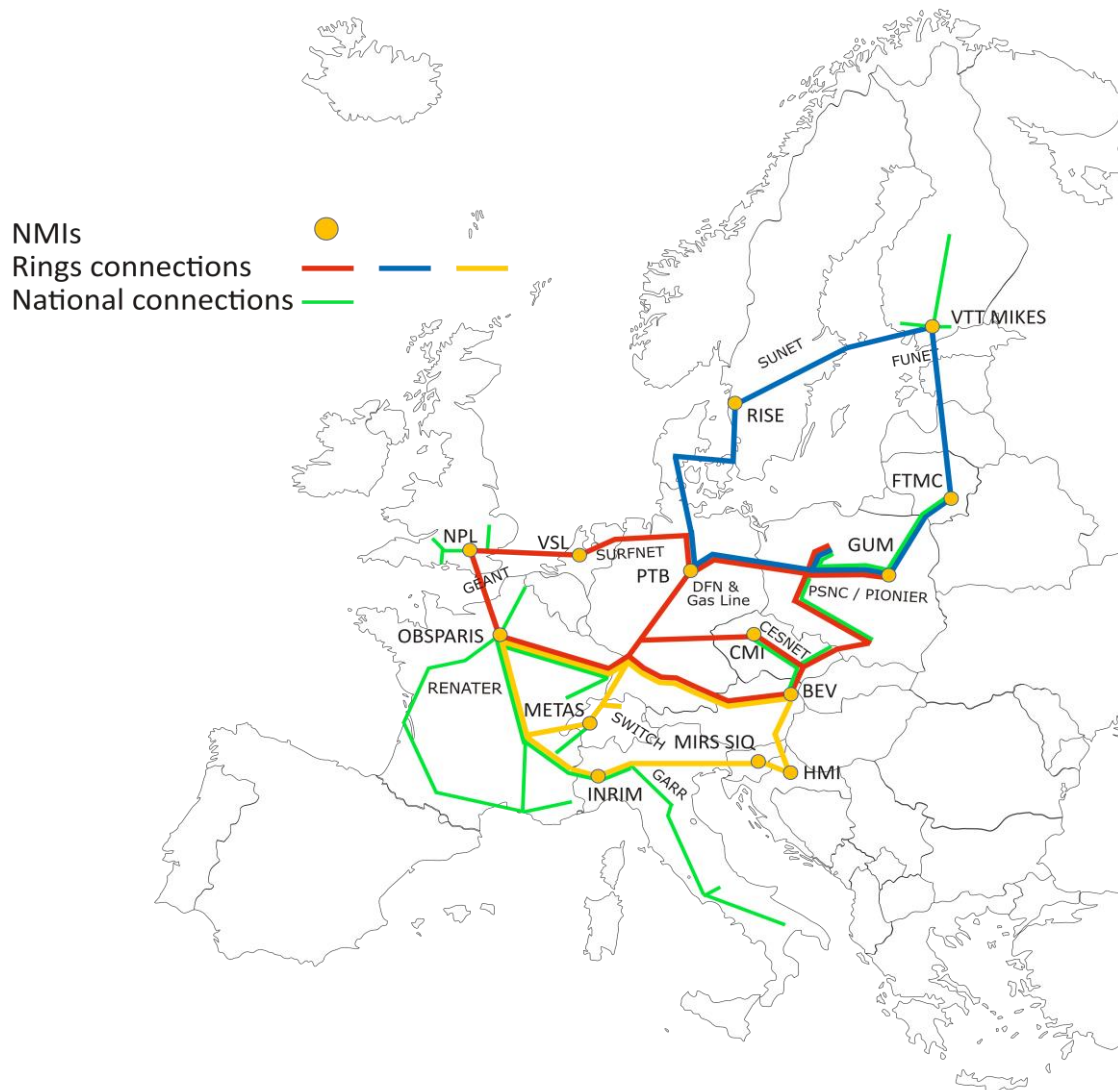 NMIs
Rings connections
National connections
VTT MIKES
SUNET
FUNET
RISE
FTMC
NPL
VSL
SURFNET
GUM
GEANT
PTB
DFN &
Gas Line
PSNC / PIONIER
OBSPARIS
CESNET
CMI
RENATER
BEV
METAS
SWITCH
MIRS SIQ
HMI
INRIM
GARR